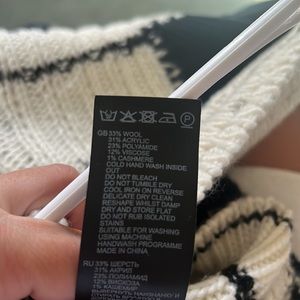 P
GB 33% WOOL
31% ACRYLIC
23% POLYAMIDE
12% VISCOSE
1% CASHMERE
COLD HAND WASH INSIDE
OUT
DO NOT BLEACH
DO NOT TUMBLE DRY
COOL IRON ON REVERSE
DELICATE DRY CLEAN
RESHAPE WHILST DAMP
DRY AND STORE FLAT
DO NOT RUB ISOLATED
STAINS
SUITABLE FOR WASHING
USING MACHINE
HANDWASH PROGRAMME
IN CHINA
RU 33% ШЕРСТЬ
31% АКРИЛ
23% ПОЛИАМИД
12% ВИСКОЗА
1% КАШЕМИР